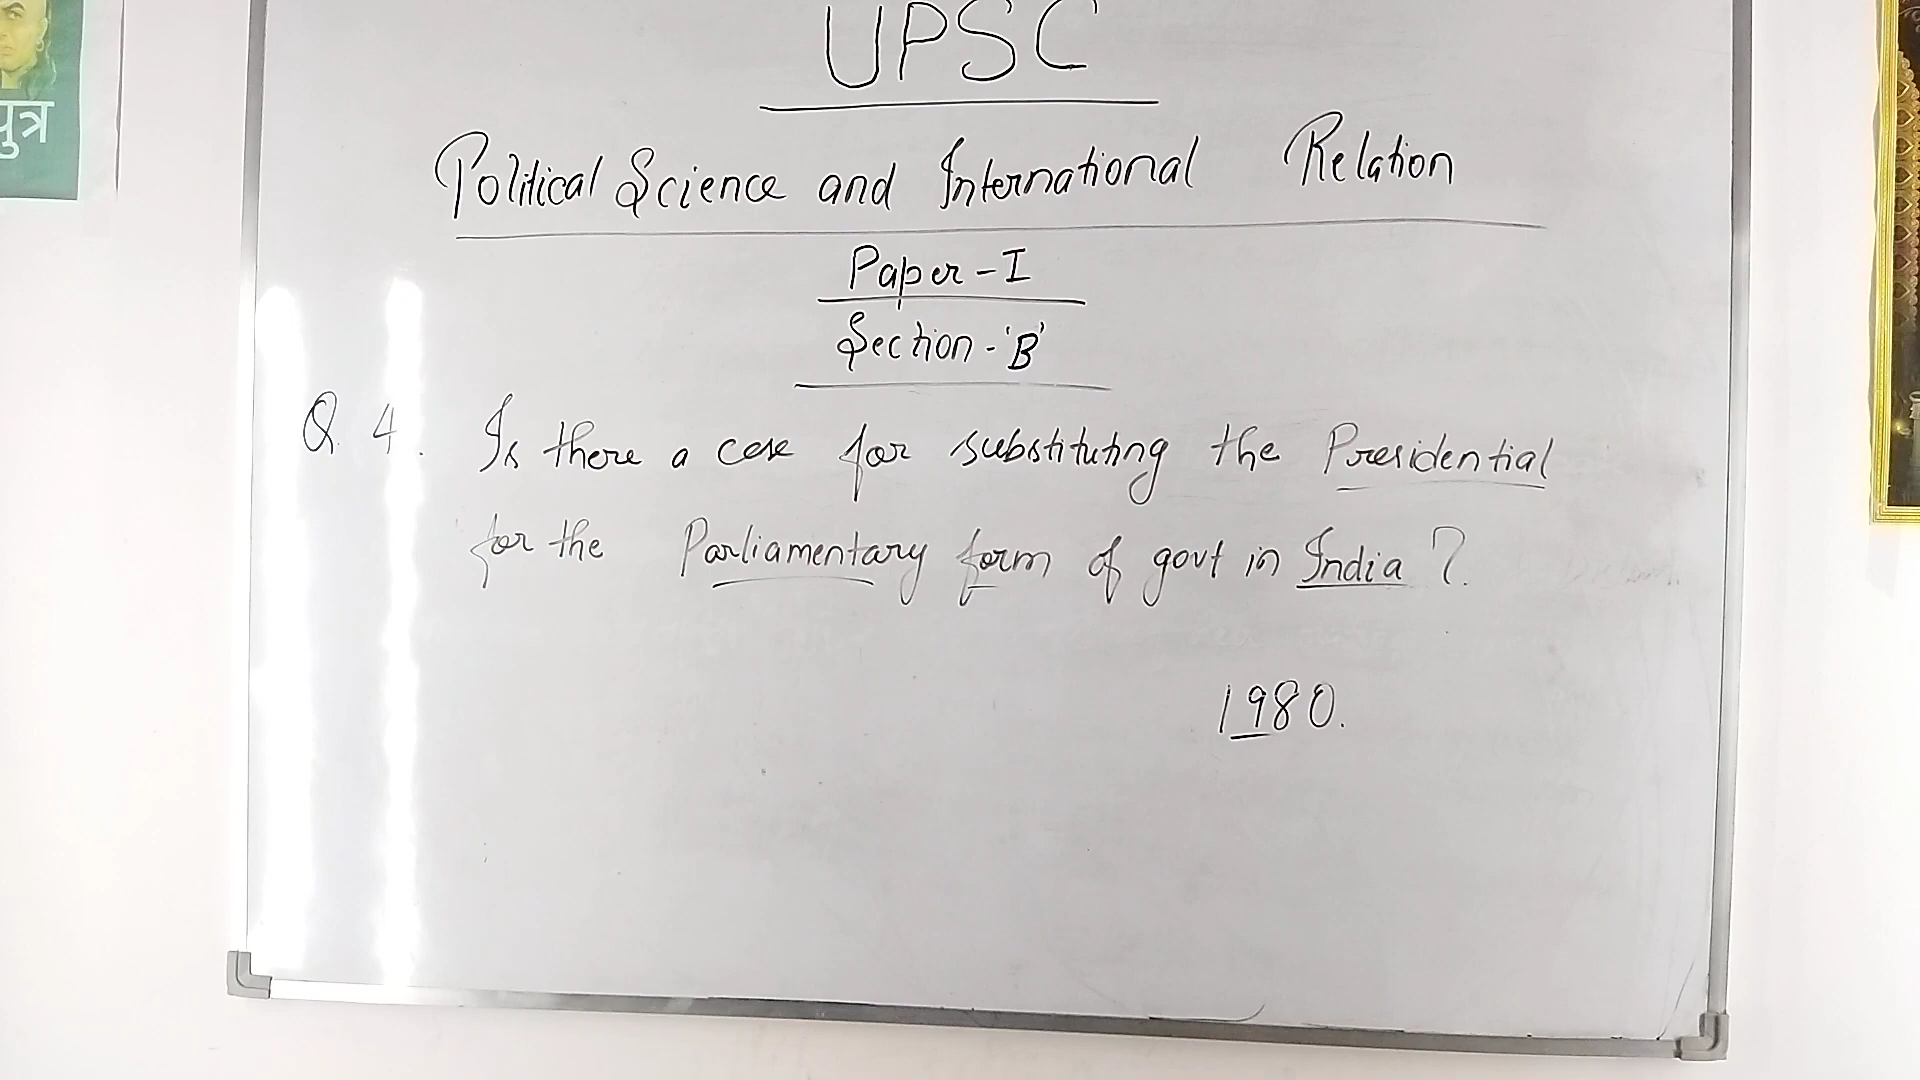 UPSC
Political Science and International Relation
Paper-I
Section-'B'
Q. 4. Is there a case for substituting the Presidential
for the Parliamentary form of govt in India?
1980.
पुत्र